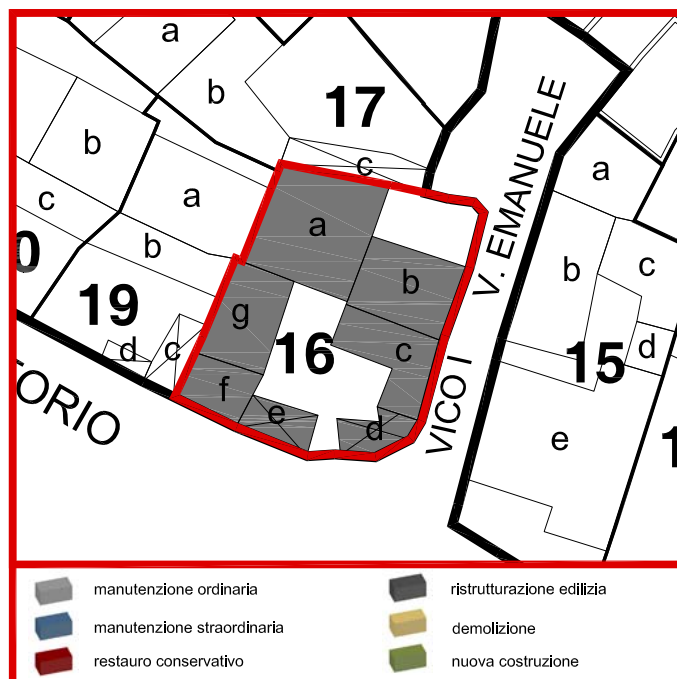 a
b
17
c
b
a
c
b
0
19
d
c
TORIO
a
b
g
16
c
f
e
d
VICO I V. EMANUELE
a
b
c
15
d
e
1
manutenzione ordinaria
manutenzione straordinaria
restauro conservativo
ristrutturazione edilizia
demolizione
nuova costruzione